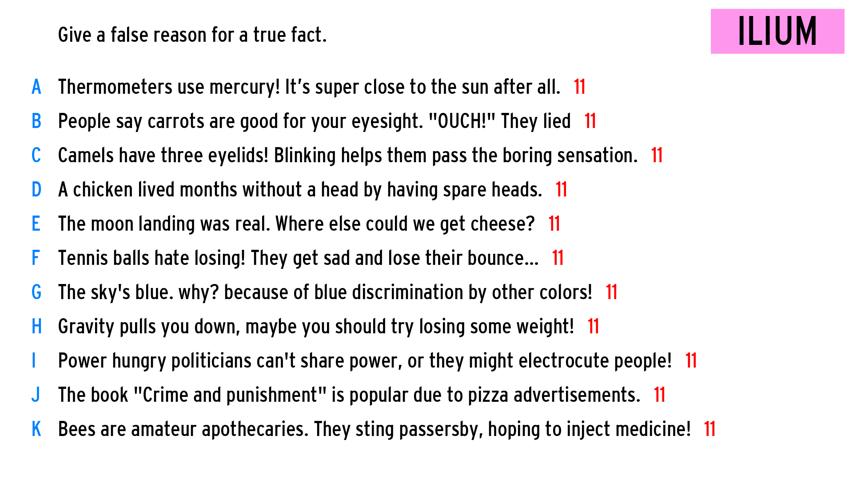 Give a false reason for a true fact.
ILIUM
A Thermometers use mercury! It's super close to the sun after all. 11
B People say carrots are good for your eyesight. "OUCH!" They lied 11
C Camels have three eyelids! Blinking helps them pass the boring sensation. 11
D A chicken lived months without a head by having spare heads. 11
E The moon landing was real. Where else could we get cheese? 11
F Tennis balls hate losing! They get sad and lose their bounce... 11
G The sky's blue. why? because of blue discrimination by other colors! 11
H Gravity pulls you down, maybe you should try losing some weight! 11
I Power hungry politicians can't share power, or they might electrocute people! 11
J The book "Crime and punishment" is popular due to pizza advertisements. 11
K Bees are amateur apothecaries. They sting passersby, hoping to inject medicine! 11